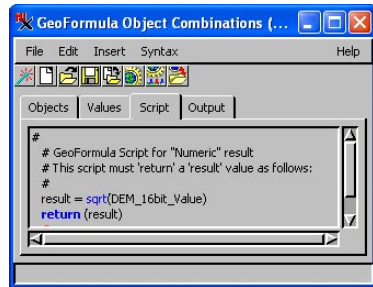 GeoFormula Object Combinations (...
File Edit Insert Syntax Help
Objects Values Script Output
#
# GeoFormula Script for "Numeric" result
# This script must 'return' a 'result' value as follows:
#
result = sqrt(DEM_16bit_Value)
return (result)